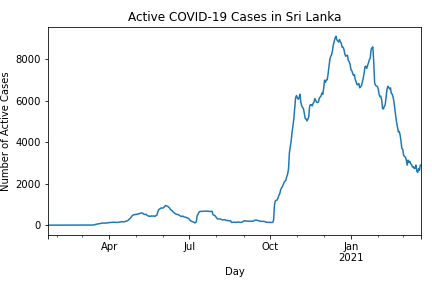 Active COVID-19 Cases in Sri Lanka
Number of Active Cases
8000
6000
4000
2000
0
Apr
Jul
Oct
Jan
2021
Day